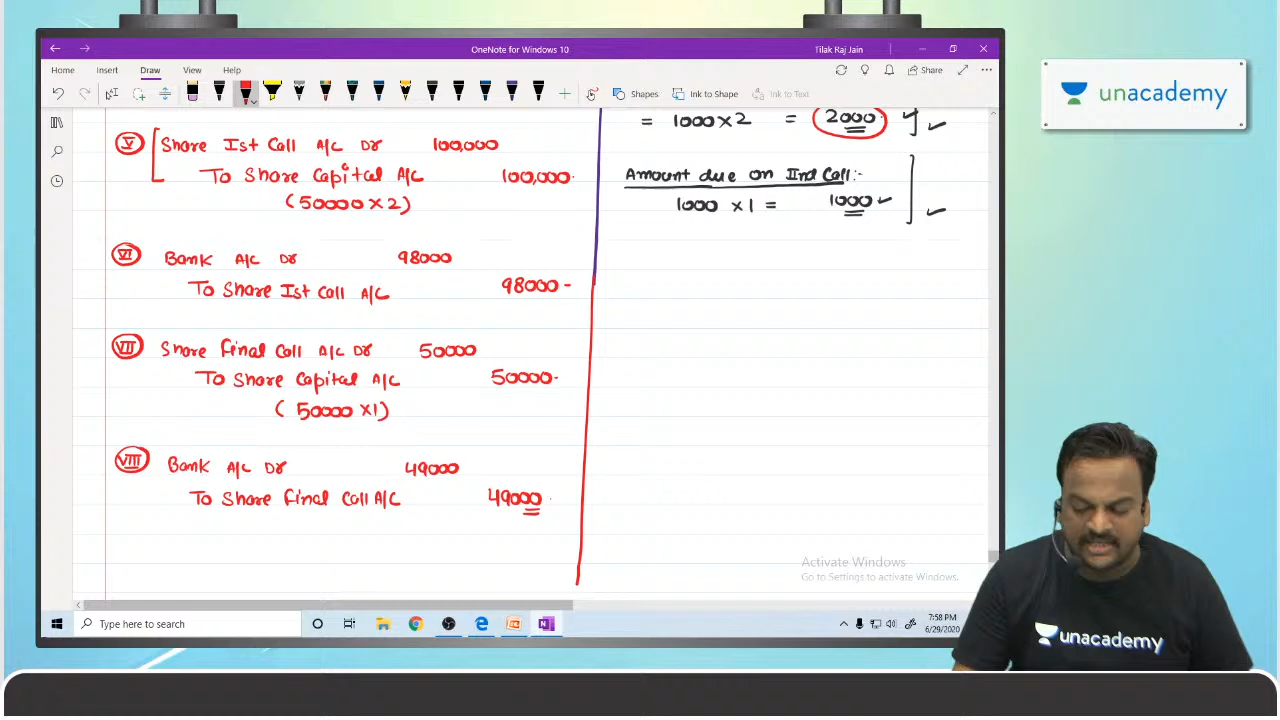 OneNote for Windows 10
Tilak Raj Jain
Home Insert Draw View Help
Share
Shapes Ink to Shape Ink to Text
unacademy
V Share Ist Call A/C Dr 100,000
To Share Capital A/C 100,000
(50000 x 2)
VI Bank A/C Dr 98000
To Share Ist Call A/C 98000
VII Share Final Call A/C Dr 50000
To Share Capital A/C 50000
(50000 x 1)
VIII Bank A/C Dr 49000
To Share Final Call A/C 49000
= 1000 x 2 = 2000
Amount due on IInd Call:-
1000 x 1 = 1000
Activate Windows
Go to Settings to activate Windows.
Type here to search
7:58 PM
6/29/2020
unacademy